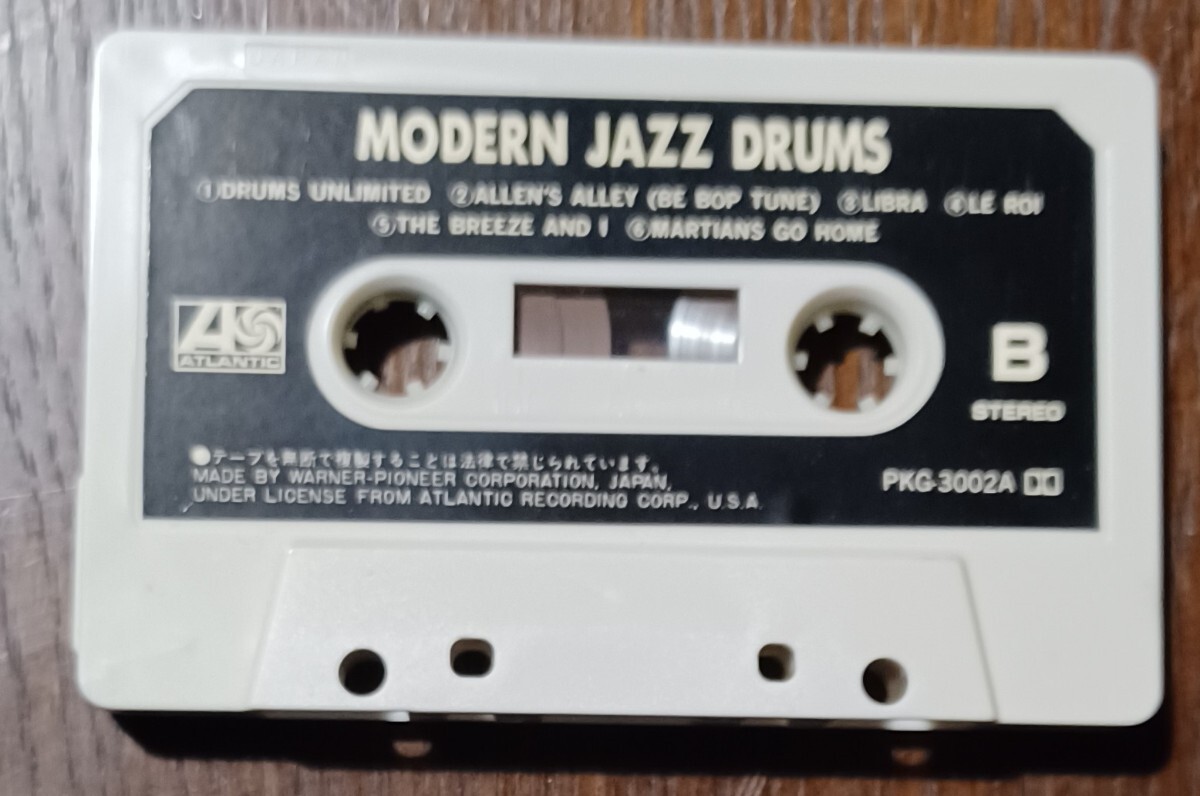 MODERN JAZZ DRUMS
①DRUMS UNLIMITED ②ALLEN'S ALLEY (BE BOP TUNE) ③LIBRA ④LE ROI
⑤THE BREEZE AND I ⑥MARTIANS GO HOME
ATLANTIC
B
STEREO
●テープを無断で複製することは法律で禁じられています。
MADE BY WARNER-PIONEER CORPORATION, JAPAN,
UNDER LICENSE FROM ATLANTIC RECORDING CORP., U.S.A.
PKG-3002A